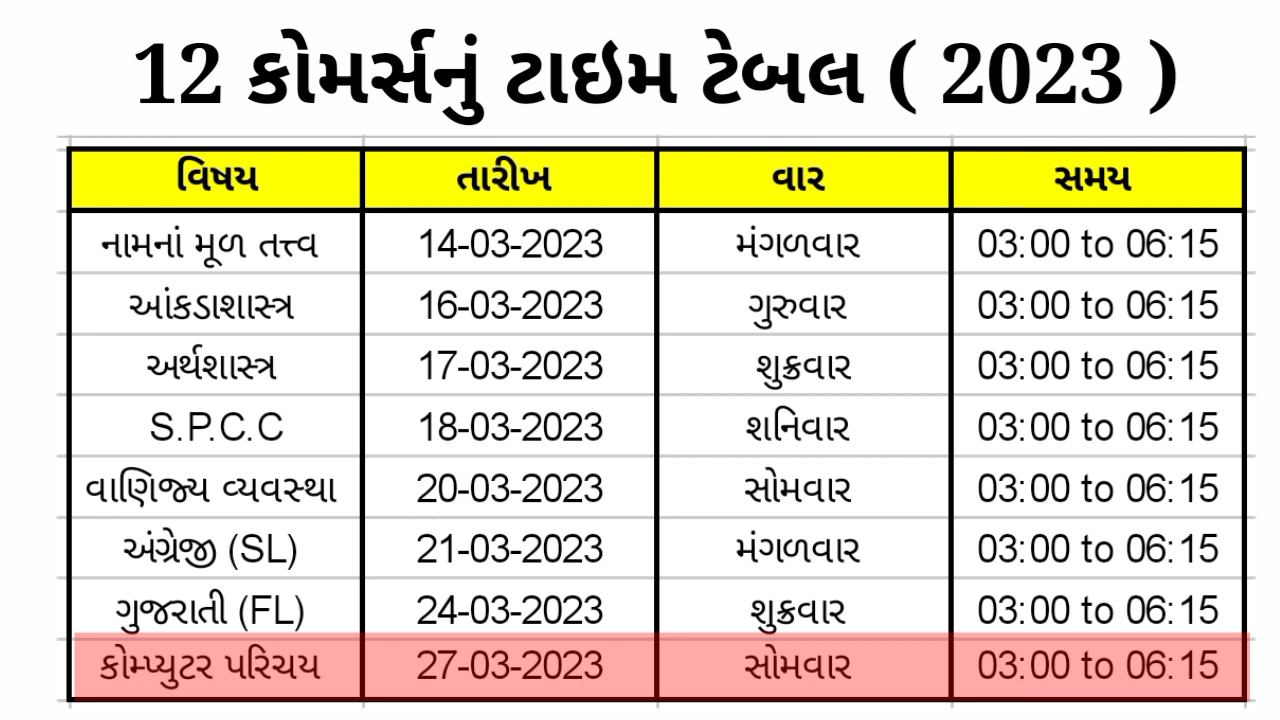 12 કોમર્સનું ટાઇમ ટેબલ ( 2023 )
વિષય તારીખ વાર સમય
નામનાં મૂળ તત્ત્વ 14-03-2023 મંગળવાર 03:00 to 06:15
આંકડાશાસ્ત્ર 16-03-2023 ગુરુવાર 03:00 to 06:15
અર્થશાસ્ત્ર 17-03-2023 શુક્રવાર 03:00 to 06:15
S.P.C.C 18-03-2023 શનિવાર 03:00 to 06:15
વાણિજ્ય વ્યવસ્થા 20-03-2023 સોમવાર 03:00 to 06:15
અંગ્રેજી (SL) 21-03-2023 મંગળવાર 03:00 to 06:15
ગુજરાતી (FL) 24-03-2023 શુક્રવાર 03:00 to 06:15
કોમ્પ્યુટર પરિચય 27-03-2023 સોમવાર 03:00 to 06:15